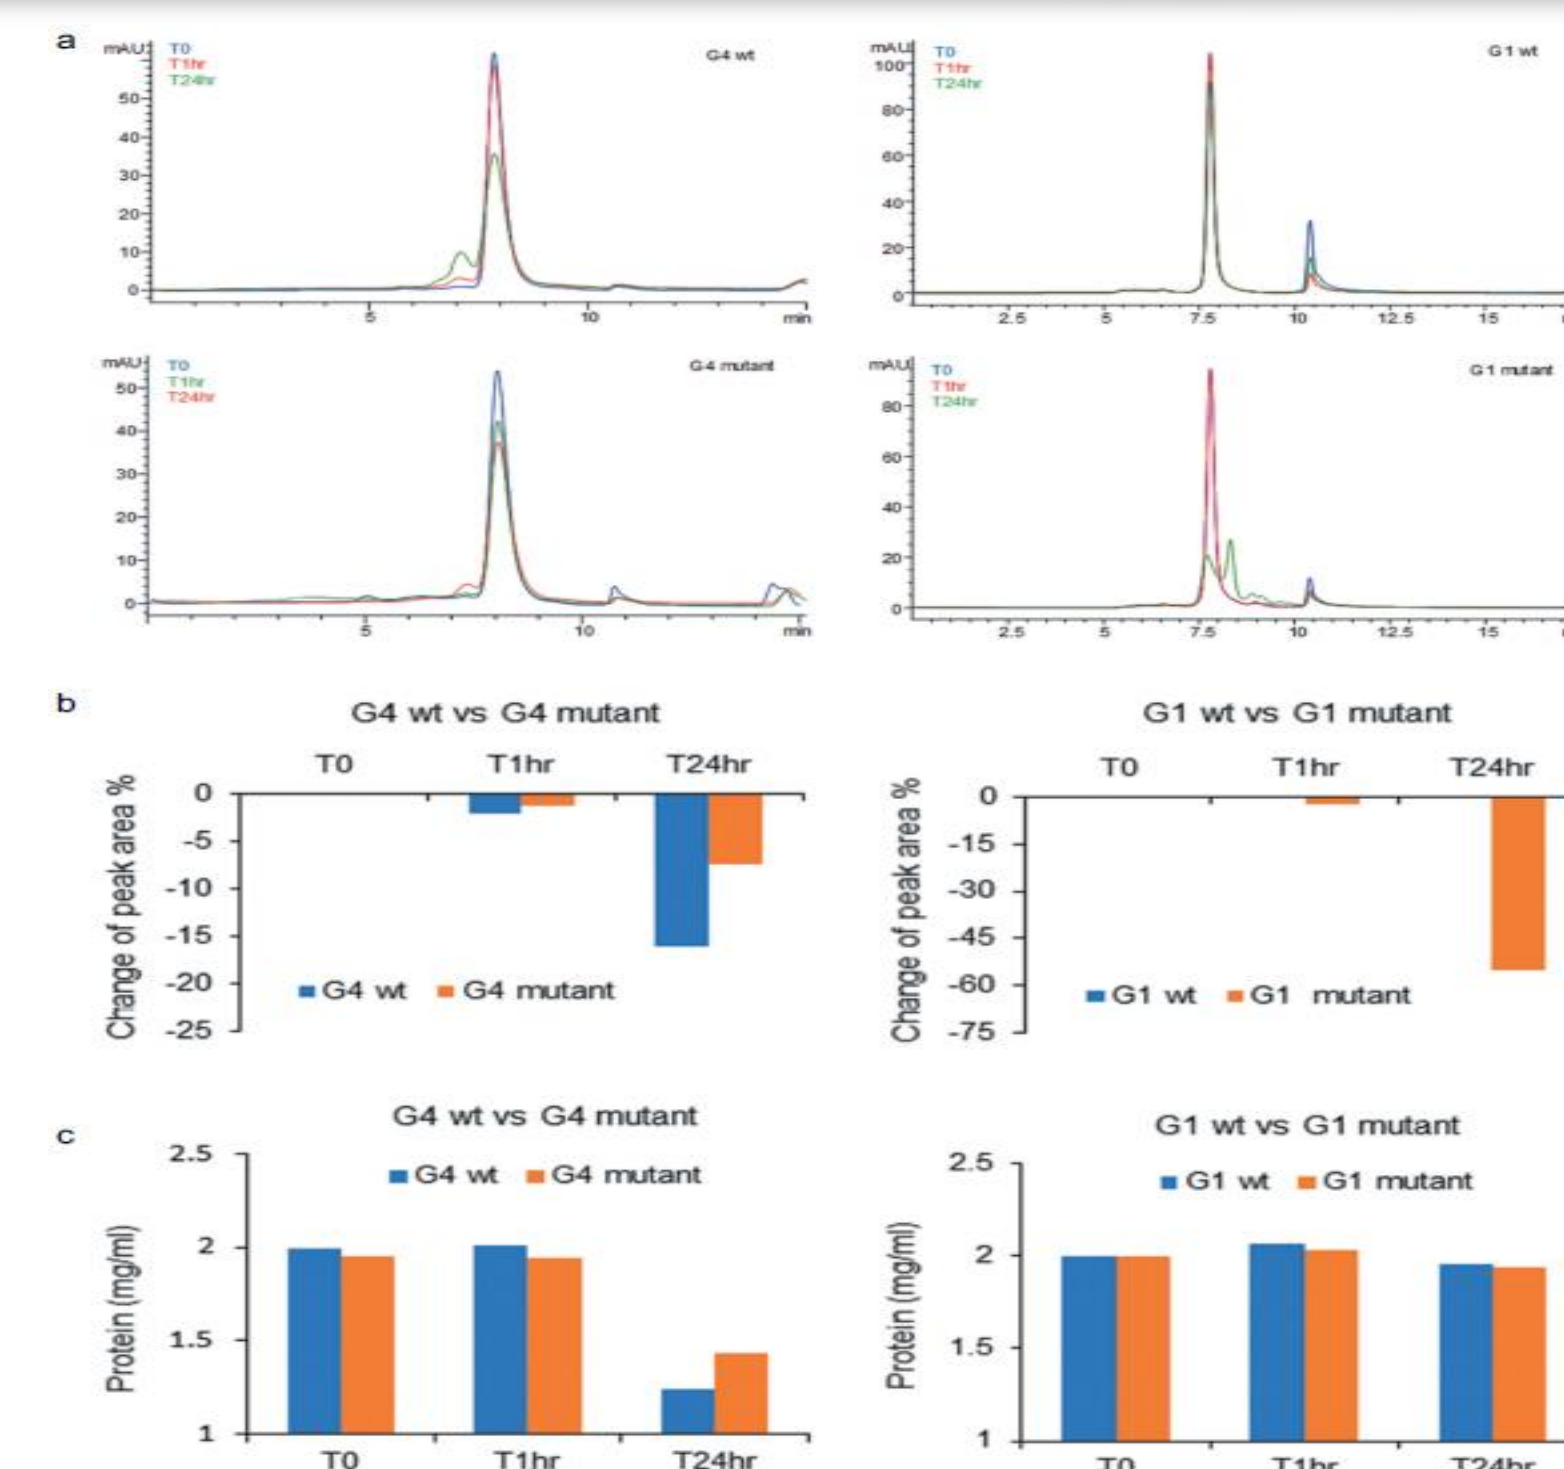 a
mAU
T0
T1hr
T24hr
G4 wt
50
40
30
20
10
0
5
10
min
mAU
T0
T1hr
T24hr
G1 wt
100
80
60
40
20
0
2.5
5
7.5
10
12.5
15
mAU
T0
T1hr
T24hr
G4 mutant
50
40
30
20
10
0
5
10
min
mAU
T0
T1hr
T24hr
G1 mutant
80
60
40
20
0
2.5
5
7.5
10
12.5
15
b
G4 wt vs G4 mutant
T0 T1hr T24hr
Change of peak area %
0
-5
-10
-15
-20
-25
G4 wt G4 mutant
G1 wt vs G1 mutant
T0 T1hr T24hr
Change of peak area %
0
-15
-30
-45
-60
-75
G1 wt G1 mutant
c
G4 wt vs G4 mutant
G4 wt G4 mutant
Protein (mg/ml)
2.5
2
1.5
1
T0 T1hr T24hr
G1 wt vs G1 mutant
G1 wt G1 mutant
Protein (mg/ml)
2.5
2
1.5
1
T0 T1hr T24hr